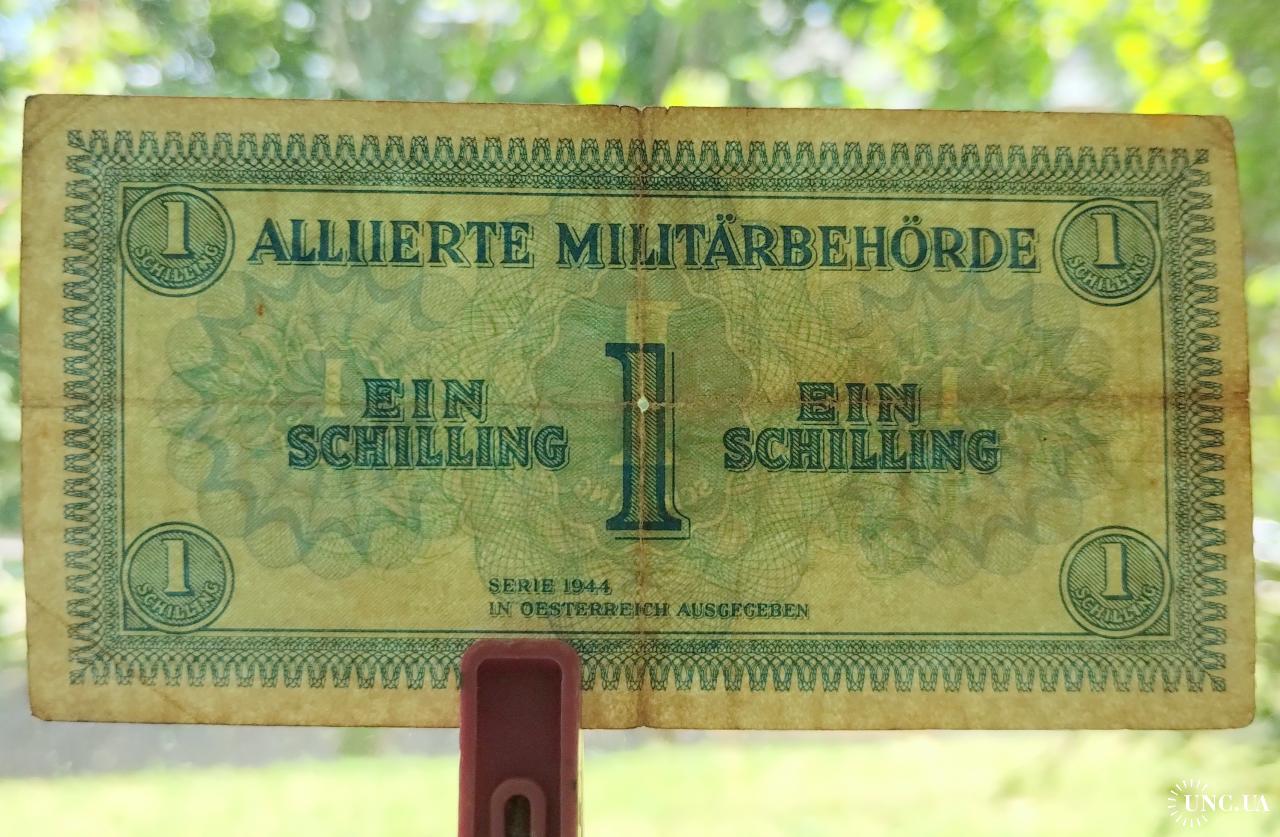 1 SCHILLING
ALLIIERTE MILITÄRBEHÖRDE
1 SCHILLING
EIN SCHILLING
1
EIN SCHILLING
1 SCHILLING
SERIE 1944
IN OESTERREICH AUSGEGEBEN
1 SCHILLING
UNC.UA